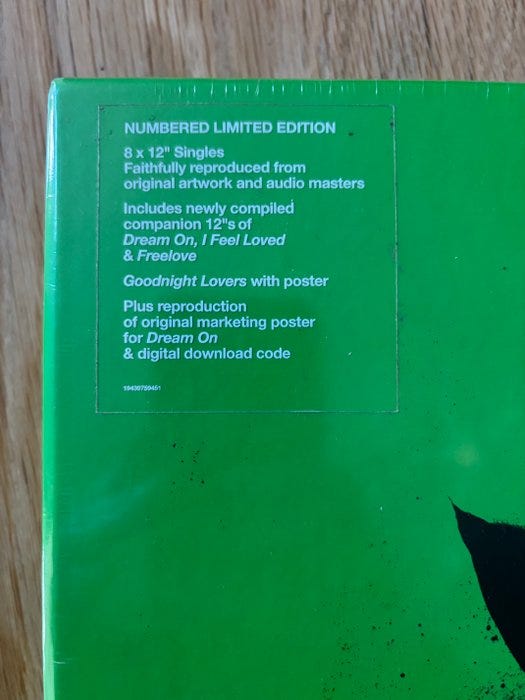 NUMBERED LIMITED EDITION
8 x 12" Singles
Faithfully reproduced from
original artwork and audio masters
Includes newly compiled
companion 12"s of
Dream On, I Feel Loved
& Freelove
Goodnight Lovers with poster
Plus reproduction
of original marketing poster
for Dream On
& digital download code
19439759451